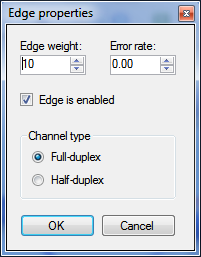 Edge properties
Edge weight: Error rate:
10 0.00
Edge is enabled
Channel type
Full-duplex
Half-duplex
OK Cancel